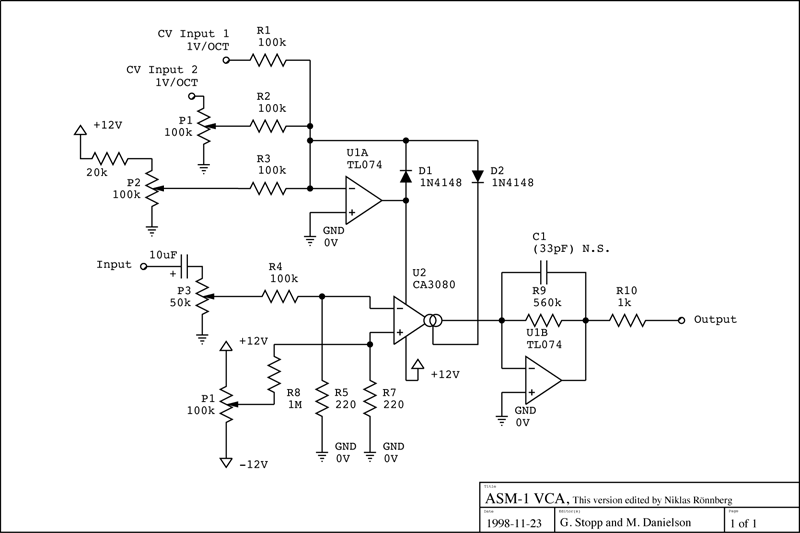 CV Input 1
1V/OCT
R1
100k
CV Input 2
1V/OCT
P1
100k
R2
100k
+12V
20k
P2
100k
R3
100k
U1A
TL074
D1
1N4148
D2
1N4148
GND
0V
10uF
+
Input
P3
50k
R4
100k
U2
CA3080
C1
(33pF) N.S.
R9
560k
R10
1k
Output
U1B
TL074
+12V
P1
100k
-12V
R8
1M
R5
220
R7
220
+12V
GND
0V
GND
0V
GND
0V
Title
ASM-1 VCA, This version edited by Niklas Rönnberg
Date
1998-11-23
Editor(s)
G. Stopp and M. Danielson
Page
1 of 1